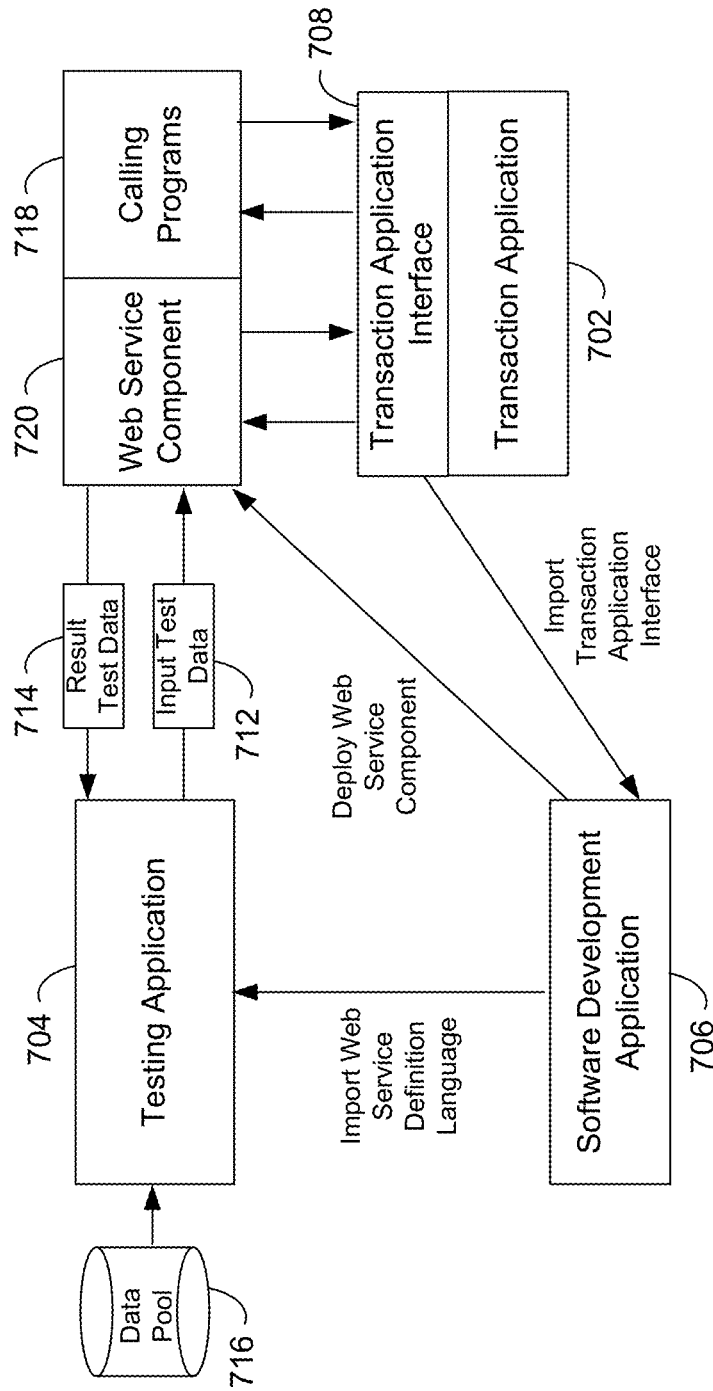 716
Data
Pool
704
Testing Application
714
Result
Test Data
Input Test
Data
712
720
Web Service
Component
718
Calling
Programs
708
Transaction Application
Interface
Transaction Application
702
Import Web
Service
Definition
Language
Deploy Web
Service
Component
Import
Transaction
Application
Interface
Software Development
Application
706